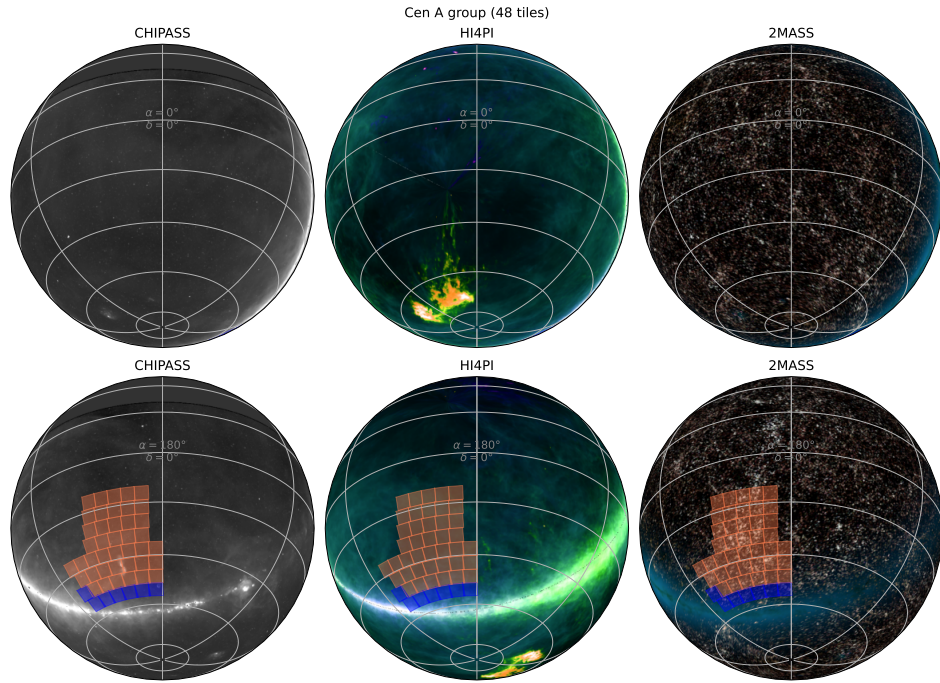 Cen A group (48 tiles)
CHIPASS HI4PI 2MASS
α = 0° α = 0° α = 0°
δ = 0° δ = 0° δ = 0°
CHIPASS HI4PI 2MASS
α = 180° α = 180° α = 180°
δ = 0° δ = 0° δ = 0°